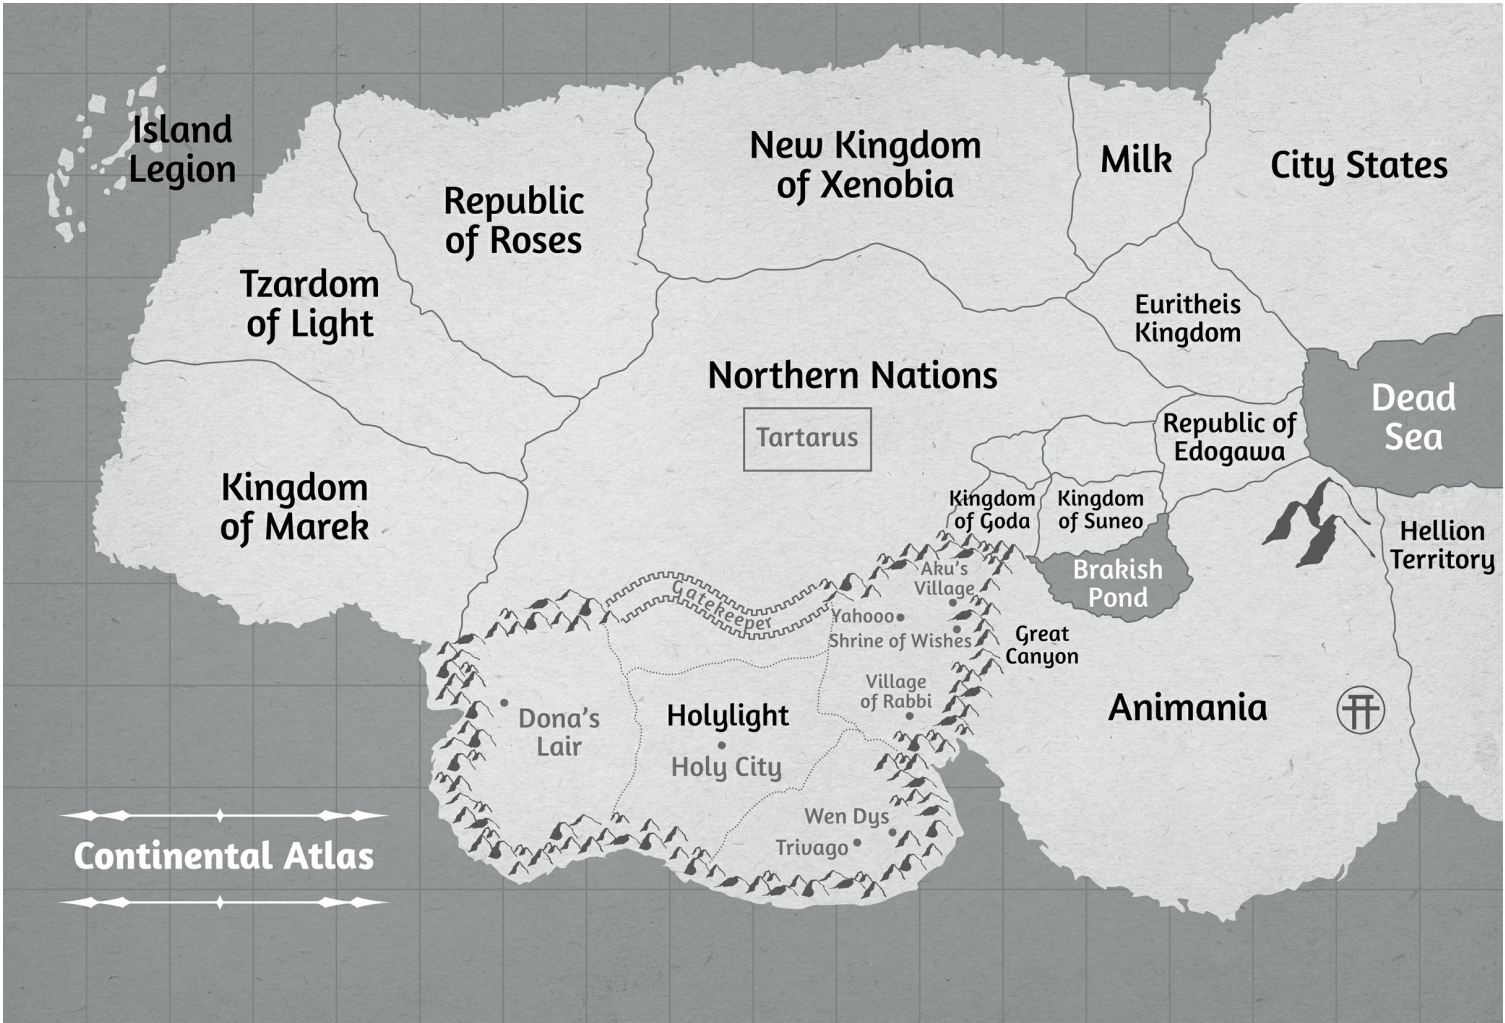 Island
Legion
Republic
of Roses
New Kingdom
of Xenobia
Milk
City States
Tzardom
of Light
Euritheis
Kingdom
Northern Nations
Tartarus
Dead
Sea
Republic of
Edogawa
Kingdom
of Marek
Kingdom
of Goda
Kingdom
of Suneo
Hellion
Territory
Brakish
Pond
Gatekeeper
Aku's
Village
Yahooo
Shrine of Wishes
Great
Canyon
Village
of Rabbi
Animania
Dona's
Lair
Holylight
Holy City
Wen Dys
Trivago
Continental Atlas